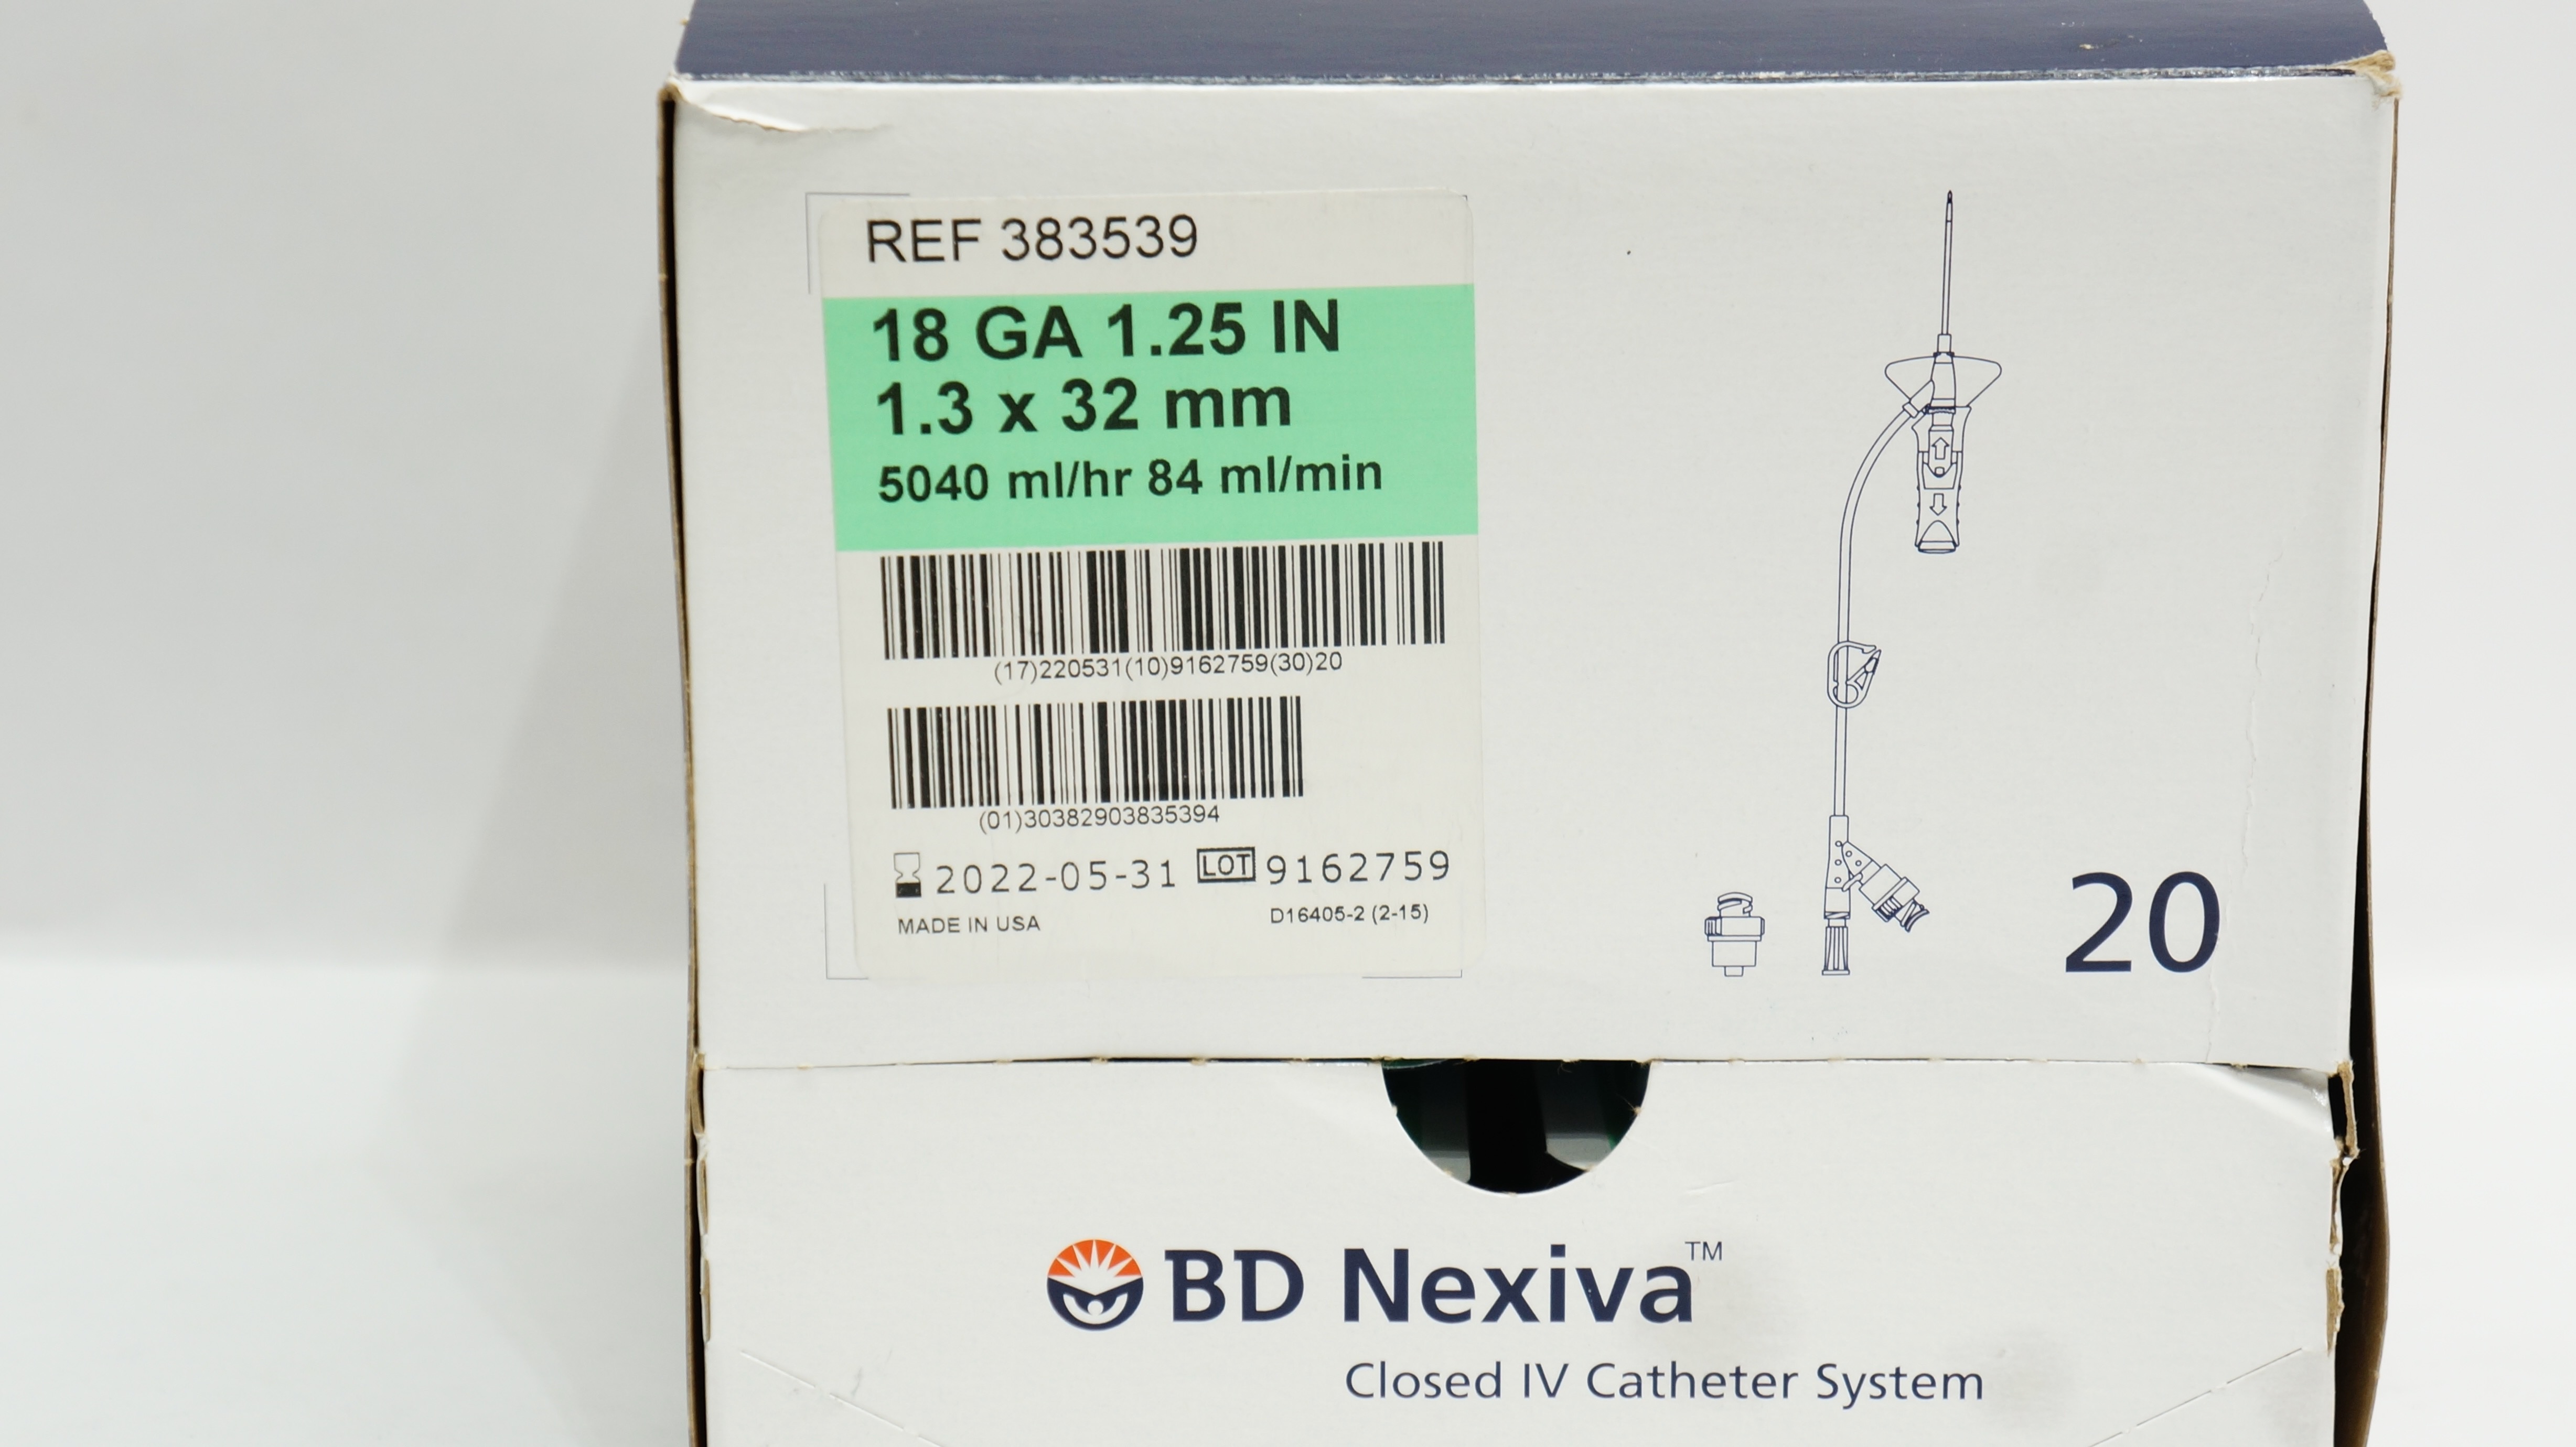 REF 383539
18 GA 1.25 IN
1.3 x 32 mm
5040 ml/hr 84 ml/min
(17)220531(10)9162759(30)20
(01)30382903835394
2022-05-31 LOT 9162759
MADE IN USA D16405-2 (2-15)
20
BD Nexiva™
Closed IV Catheter System